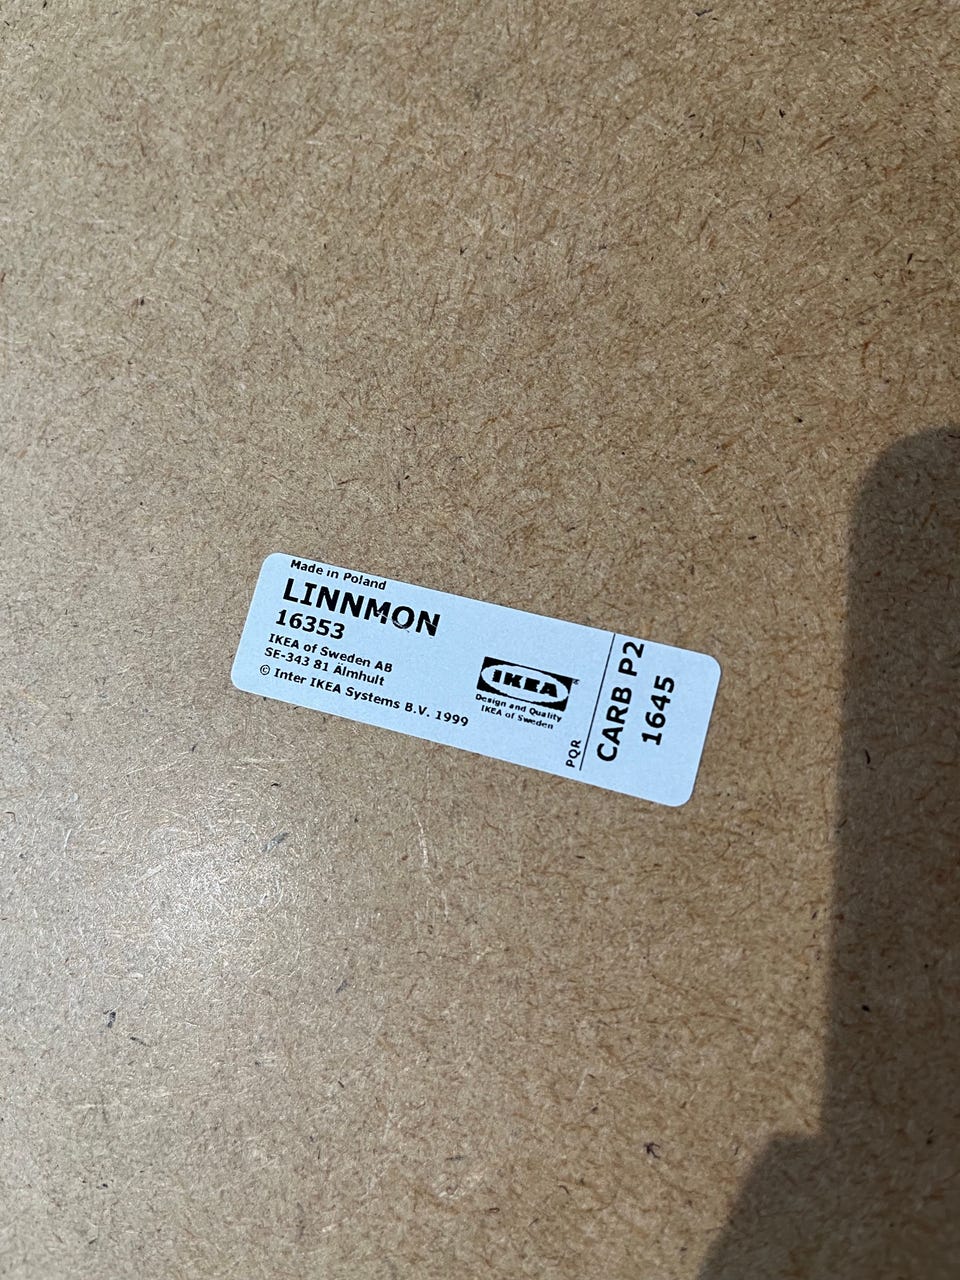 Made in Poland
LINNMON
16353
IKEA of Sweden AB
SE-343 81 Älmhult
© Inter IKEA Systems B.V. 1999
IKEA®
Design and Quality
IKEA of Sweden
PQR
CARB P2
1645